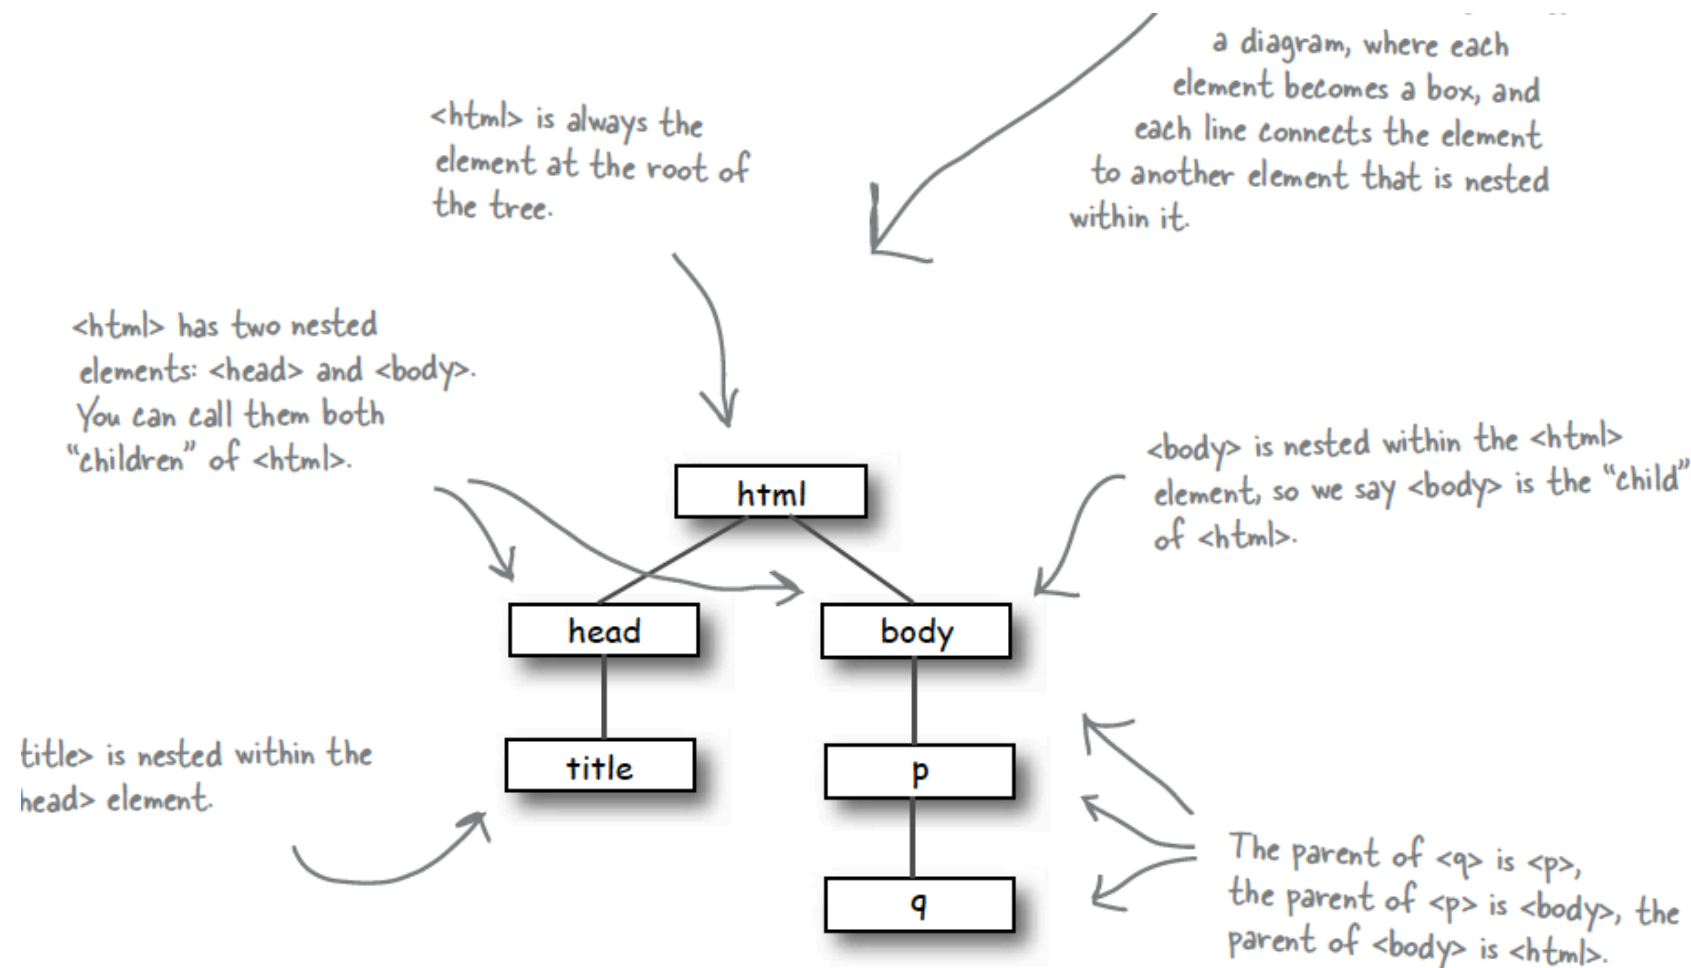 a diagram, where each
element becomes a box, and
each line connects the element
to another element that is nested
within it.
<html> is always the
element at the root of
the tree.
<html> has two nested
elements: <head> and <body>.
You can call them both
“children” of <html>.
<body> is nested within the <html>
element, so we say <body> is the “child”
of <html>.
html
head
body
title> is nested within the
head> element.
title
p
q
The parent of <q> is <p>,
the parent of <p> is <body>, the
parent of <body> is <html>.